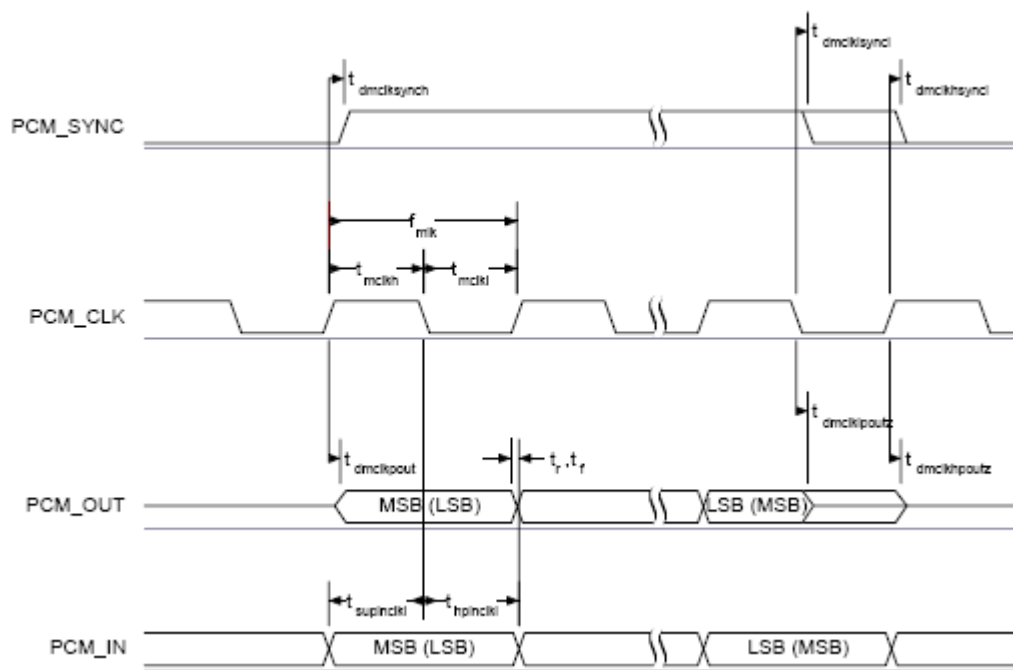 t dmclklsyncl
t dmclksynch
t dmclkhsyncl
PCM_SYNC
f mlk
t mclkh
t mclkl
PCM_CLK
t dmclklpoutz
t dmclkpout
t r ,t f
t dmclkhpoutz
PCM_OUT
MSB (LSB)
LSB (MSB)
t supinclkl
t hpinclkl
PCM_IN
MSB (LSB)
LSB (MSB)